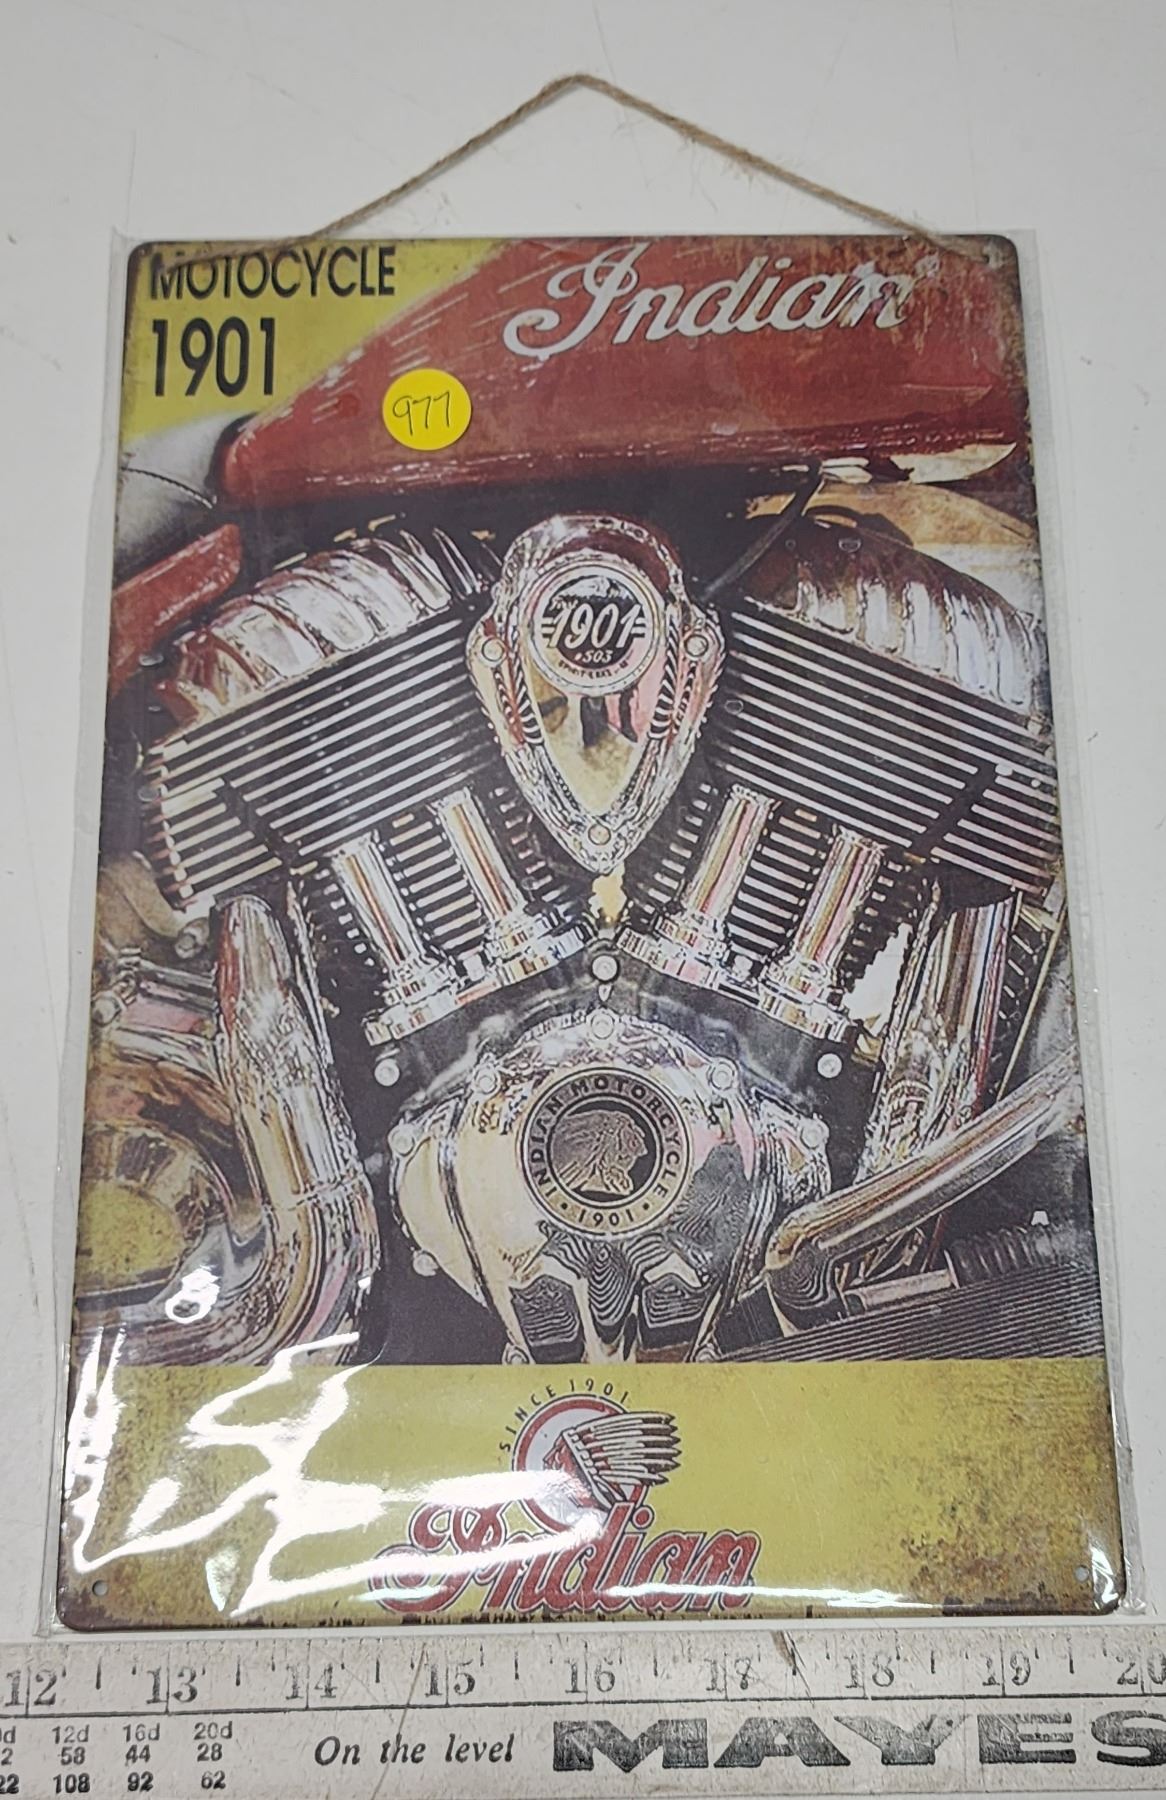 MOTOCYCLE
1901
Indian
977
1901
#503
INDIAN MOTORCYCLE
• 1901 •
SINCE 1901
Indian
12 13 14 15 16 17 18 19 20
12d 16d 20d
58 44 28
108 92 62
On the level
MAYES